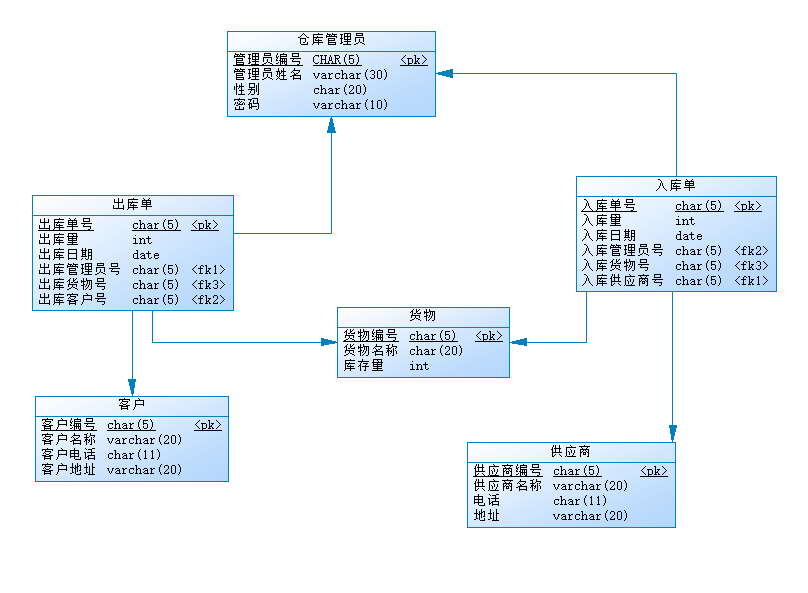 仓库管理员
管理员编号 CHAR(5) <pk>
管理员姓名 varchar(30)
性别 char(20)
密码 varchar(10)
出库单
出库单号 char(5) <pk>
出库量 int
出库日期 date
出库管理员号 char(5) <fk1>
出库货物号 char(5) <fk3>
出库客户号 char(5) <fk2>
入库单
入库单号 char(5) <pk>
入库量 int
入库日期 date
入库管理员号 char(5) <fk2>
入库货物号 char(5) <fk3>
入库供应商号 char(5) <fk1>
货物
货物编号 char(5) <pk>
货物名称 char(20)
库存量 int
客户
客户编号 char(5) <pk>
客户名称 varchar(20)
客户电话 char(11)
客户地址 varchar(20)
供应商
供应商编号 char(5) <pk>
供应商名称 varchar(20)
电话 char(11)
地址 varchar(20)